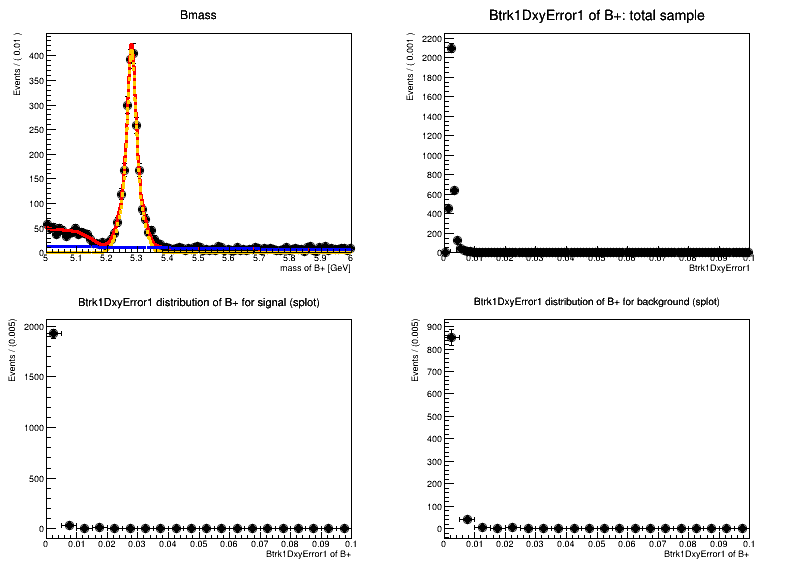 Bmass
Events / ( 0.01 )
400
350
300
250
200
150
100
50
0
5 5.1 5.2 5.3 5.4 5.5 5.6 5.7 5.8 5.9 6
mass of B+ [GeV]
Btrk1DxyError1 of B+: total sample
Events / ( 0.001 )
2200
2000
1800
1600
1400
1200
1000
800
600
400
200
0
0 0.01 0.02 0.03 0.04 0.05 0.06 0.07 0.08 0.09 0.1
Btrk1DxyError1
Btrk1DxyError1 distribution of B+ for signal (splot)
Events / (0.005)
2000
1500
1000
500
0
0 0.01 0.02 0.03 0.04 0.05 0.06 0.07 0.08 0.09 0.1
Btrk1DxyError1 of B+
Btrk1DxyError1 distribution of B+ for background (splot)
Events / (0.005)
900
800
700
600
500
400
300
200
100
0
0 0.01 0.02 0.03 0.04 0.05 0.06 0.07 0.08 0.09 0.1
Btrk1DxyError1 of B+